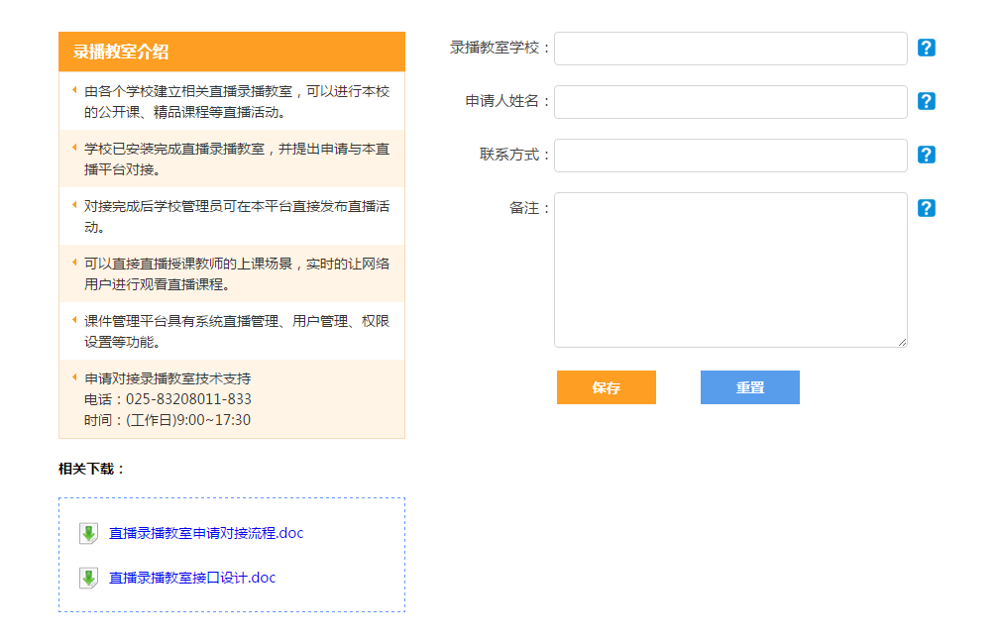 录播教室介绍
由各个学校建立相关直播录播教室，可以进行本校
的公开课、精品课程等直播活动。
学校已安装完成直播录播教室，并提出申请与本直
播平台对接。
对接完成后学校管理员可在本平台直接发布直播活
动。
可以直接直播授课教师的上课场景，实时的让网络
用户进行观看直播课程。
课件管理平台具有系统直播管理、用户管理、权限
设置等功能。
申请对接录播教室技术支持
电话：025-83208011-833
时间：(工作日)9:00~17:30
相关下载：
直播录播教室申请对接流程.doc
直播录播教室接口设计.doc
录播教室学校：
?
申请人姓名：
?
联系方式：
?
备注：
?
保存
重置